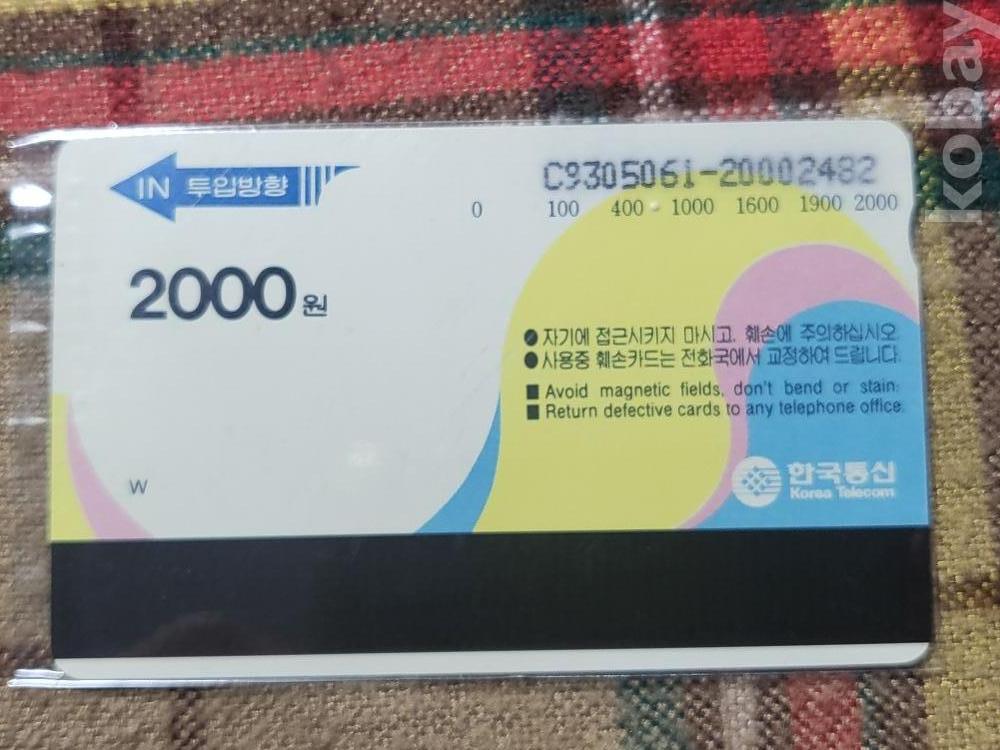 IN 투입방향
C9305061-20002482
0 100 400 1000 1600 1900 2000
2000원
●자기에 접근시키지 마시고, 훼손에 주의하십시오.
●사용중 훼손카드는 전화국에서 교정하여 드립니다.
■ Avoid magnetic fields, don't bend or stain.
■ Return defective cards to any telephone office.
W
한국통신
Korea Telecom
kobay